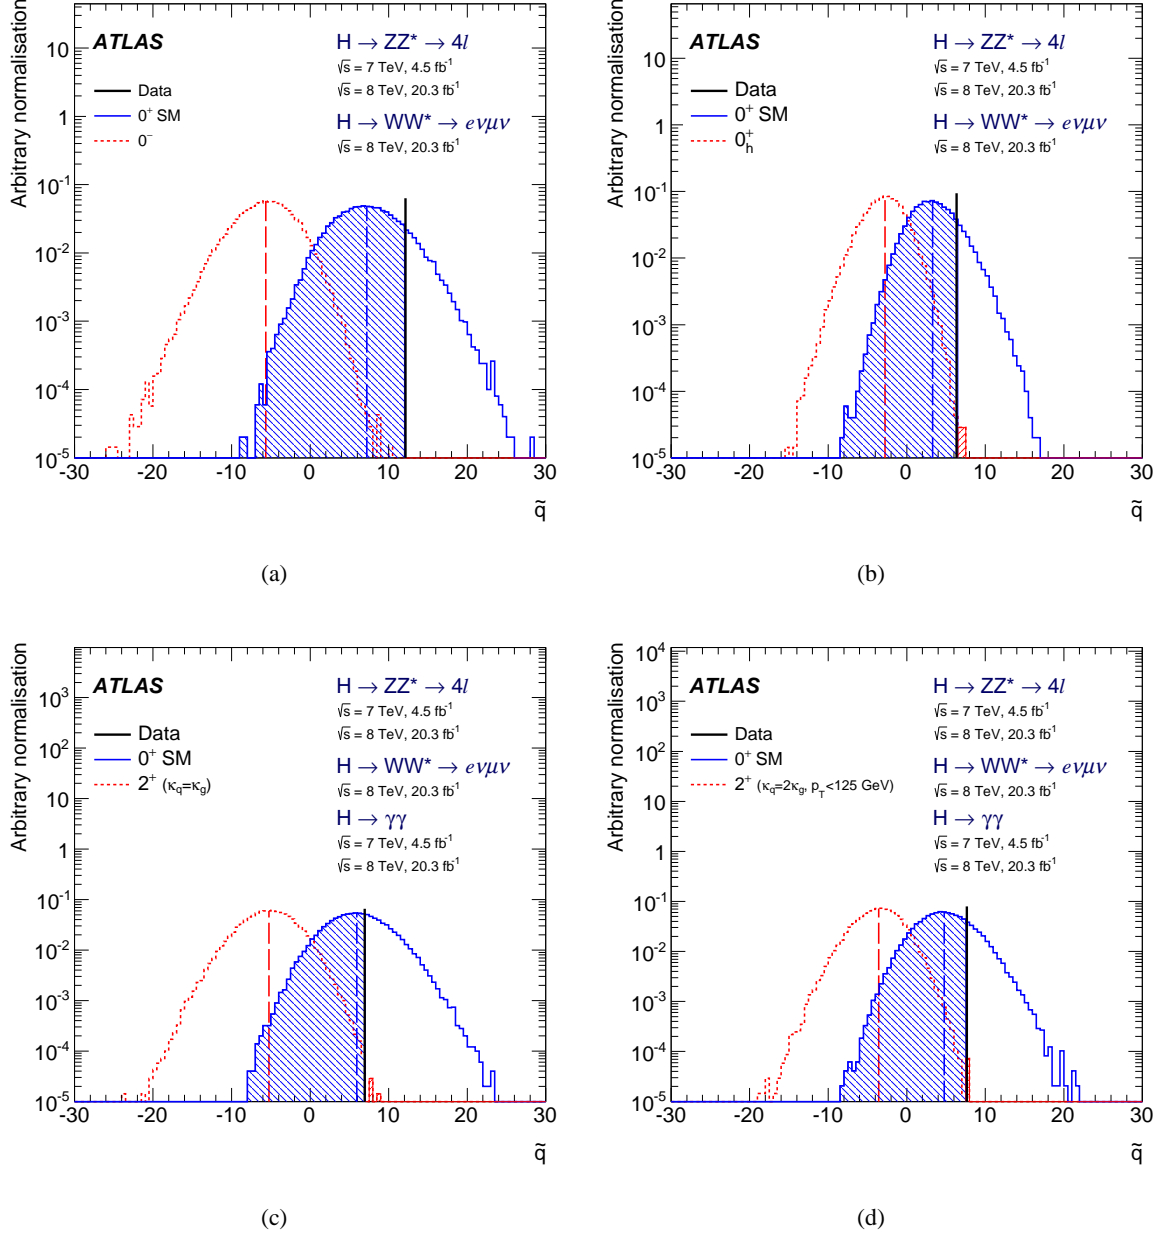 Arbitrary normalisation
ATLAS
H → ZZ* → 4l
√s = 7 TeV, 4.5 fb⁻¹
√s = 8 TeV, 20.3 fb⁻¹
H → WW* → eνμν
√s = 8 TeV, 20.3 fb⁻¹
Data
0⁺ SM
0⁻
10
1
10⁻¹
10⁻²
10⁻³
10⁻⁴
10⁻⁵
-30 -20 -10 0 10 20 30
q̃
(a)
Arbitrary normalisation
ATLAS
H → ZZ* → 4l
√s = 7 TeV, 4.5 fb⁻¹
√s = 8 TeV, 20.3 fb⁻¹
H → WW* → eνμν
√s = 8 TeV, 20.3 fb⁻¹
Data
0⁺ SM
0⁺ₕ
10
1
10⁻¹
10⁻²
10⁻³
10⁻⁴
10⁻⁵
-30 -20 -10 0 10 20 30
q̃
(b)
Arbitrary normalisation
ATLAS
H → ZZ* → 4l
√s = 7 TeV, 4.5 fb⁻¹
√s = 8 TeV, 20.3 fb⁻¹
H → WW* → eνμν
√s = 8 TeV, 20.3 fb⁻¹
H → γγ
√s = 7 TeV, 4.5 fb⁻¹
√s = 8 TeV, 20.3 fb⁻¹
Data
0⁺ SM
2⁺ (κ_q=κ_g)
10³
10²
10
1
10⁻¹
10⁻²
10⁻³
10⁻⁴
10⁻⁵
-30 -20 -10 0 10 20 30
q̃
(c)
Arbitrary normalisation
ATLAS
H → ZZ* → 4l
√s = 7 TeV, 4.5 fb⁻¹
√s = 8 TeV, 20.3 fb⁻¹
H → WW* → eνμν
√s = 8 TeV, 20.3 fb⁻¹
H → γγ
√s = 7 TeV, 4.5 fb⁻¹
√s = 8 TeV, 20.3 fb⁻¹
Data
0⁺ SM
2⁺ (κ_q=2κ_g, p_T<125 GeV)
10⁴
10³
10²
10
1
10⁻¹
10⁻²
10⁻³
10⁻⁴
10⁻⁵
-30 -20 -10 0 10 20 30
q̃
(d)